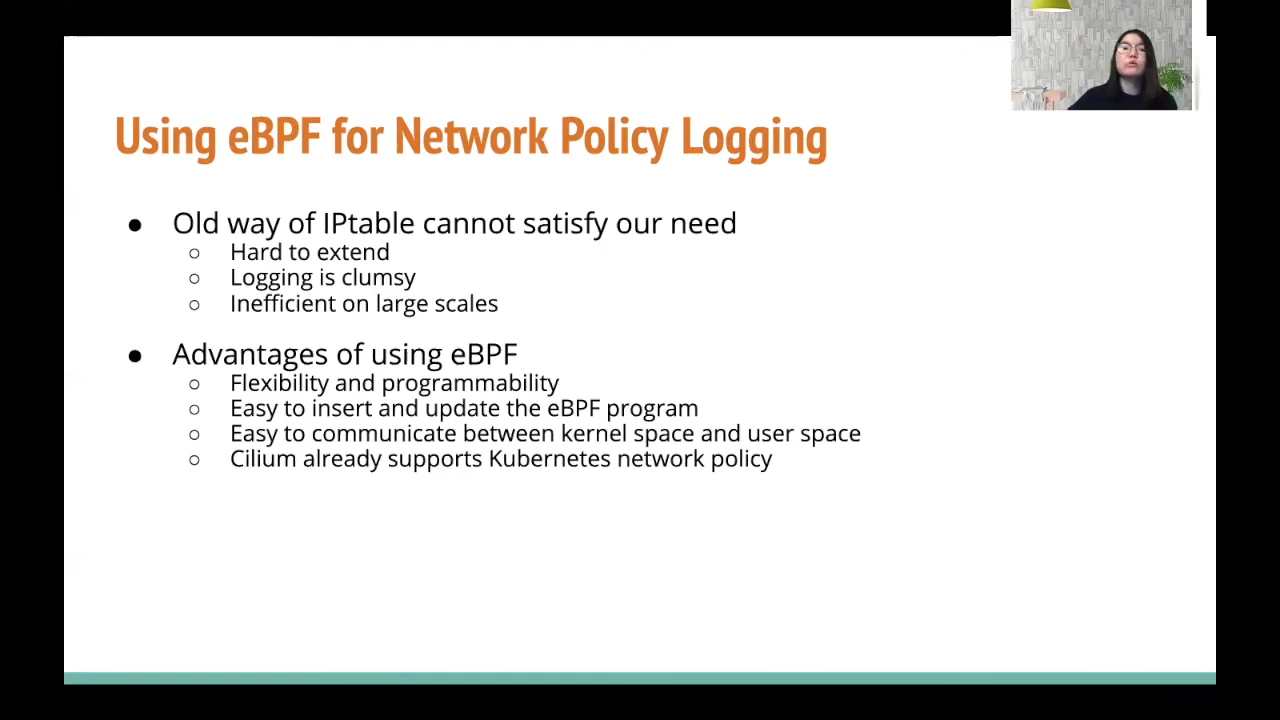 Using eBPF for Network Policy Logging
● Old way of IPtable cannot satisfy our need
○ Hard to extend
○ Logging is clumsy
○ Inefficient on large scales
● Advantages of using eBPF
○ Flexibility and programmability
○ Easy to insert and update the eBPF program
○ Easy to communicate between kernel space and user space
○ Cilium already supports Kubernetes network policy